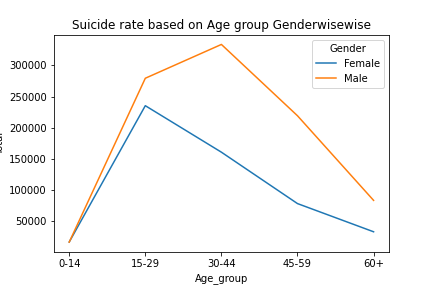 Suicide rate based on Age group Genderwisewise
Gender
Female
Male
300000
250000
200000
150000
100000
50000
0-14 15-29 30-44 45-59 60+
Age_group